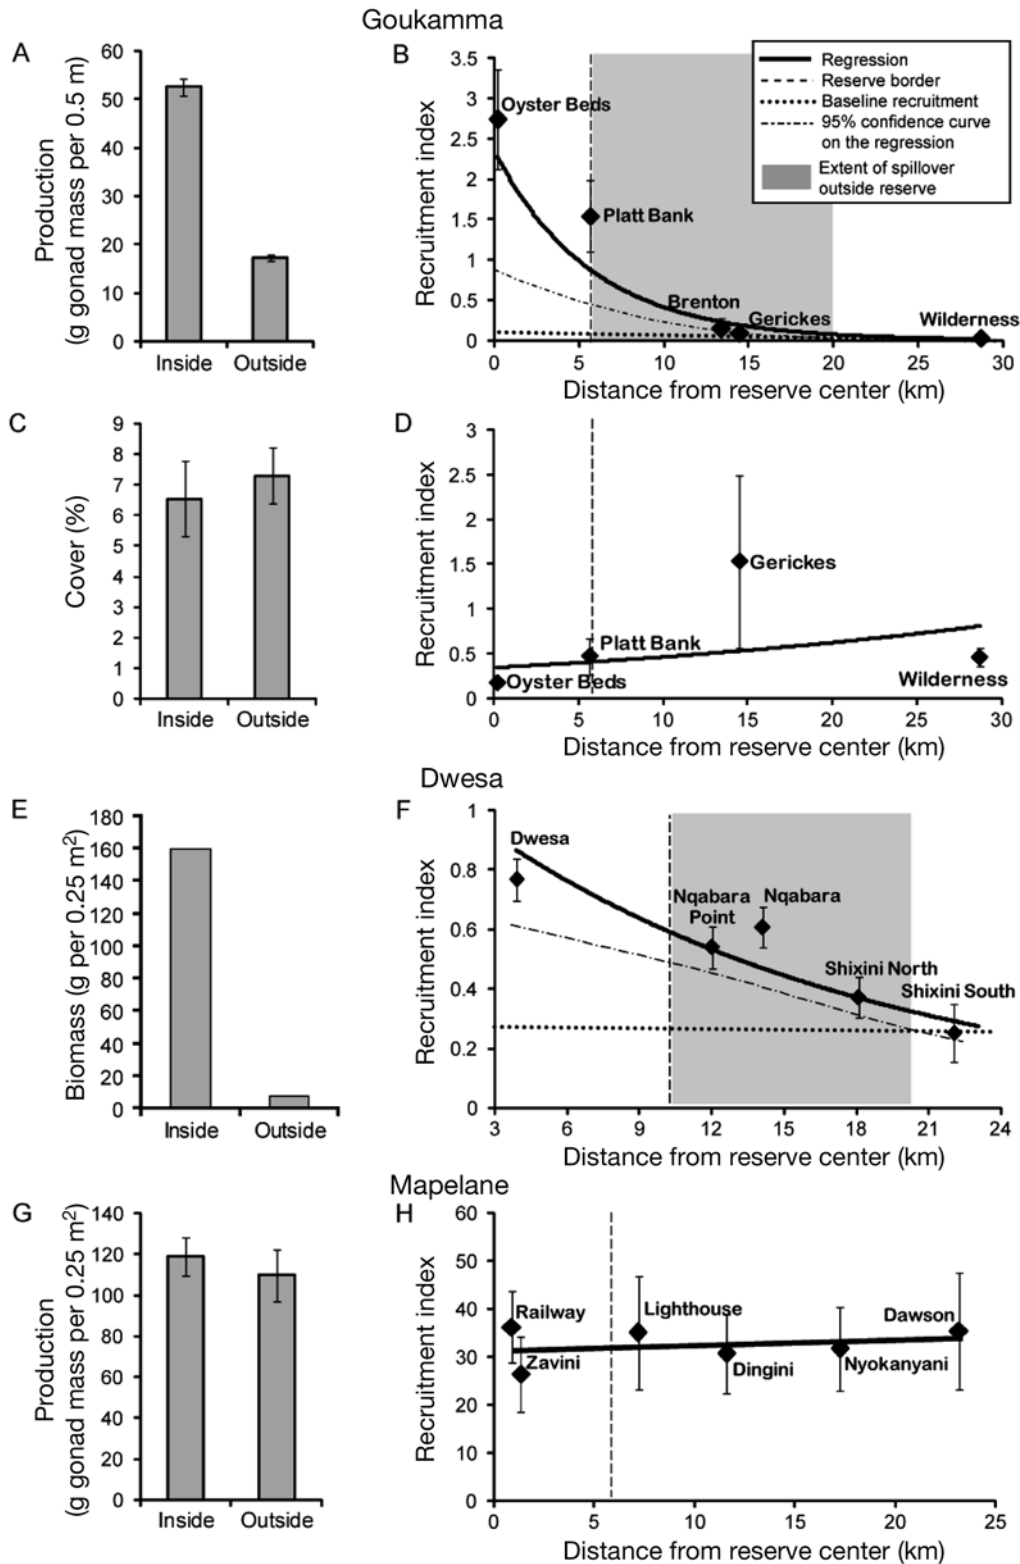 Goukamma
A
Production
(g gonad mass per 0.5 m)
60
50
40
30
20
10
0
Inside Outside
B
Recruitment index
3.5
3
2.5
2
1.5
1
0.5
0
Oyster Beds
Platt Bank
Brenton
Gerickes
Wilderness
Regression
Reserve border
Baseline recruitment
95% confidence curve
on the regression
Extent of spillover
outside reserve
0 5 10 15 20 25 30
Distance from reserve center (km)
C
Cover (%)
9
8
7
6
5
4
3
2
1
0
Inside Outside
D
Recruitment index
3
2.5
2
1.5
1
0.5
0
Gerickes
Platt Bank
Oyster Beds
Wilderness
0 5 10 15 20 25 30
Distance from reserve center (km)
Dwesa
E
Biomass (g per 0.25 m²)
180
160
140
120
100
80
60
40
20
0
Inside Outside
F
Recruitment index
1
0.8
0.6
0.4
0.2
0
Dwesa
Nqabara
Point
Nqabara
Shixini North
Shixini South
3 6 9 12 15 18 21 24
Distance from reserve center (km)
Mapelane
G
Production
(g gonad mass per 0.25 m²)
140
120
100
80
60
40
20
0
Inside Outside
H
Recruitment index
60
50
40
30
20
10
0
Railway
Zavini
Lighthouse
Dingini
Nyokanyani
Dawson
0 5 10 15 20 25
Distance from reserve center (km)